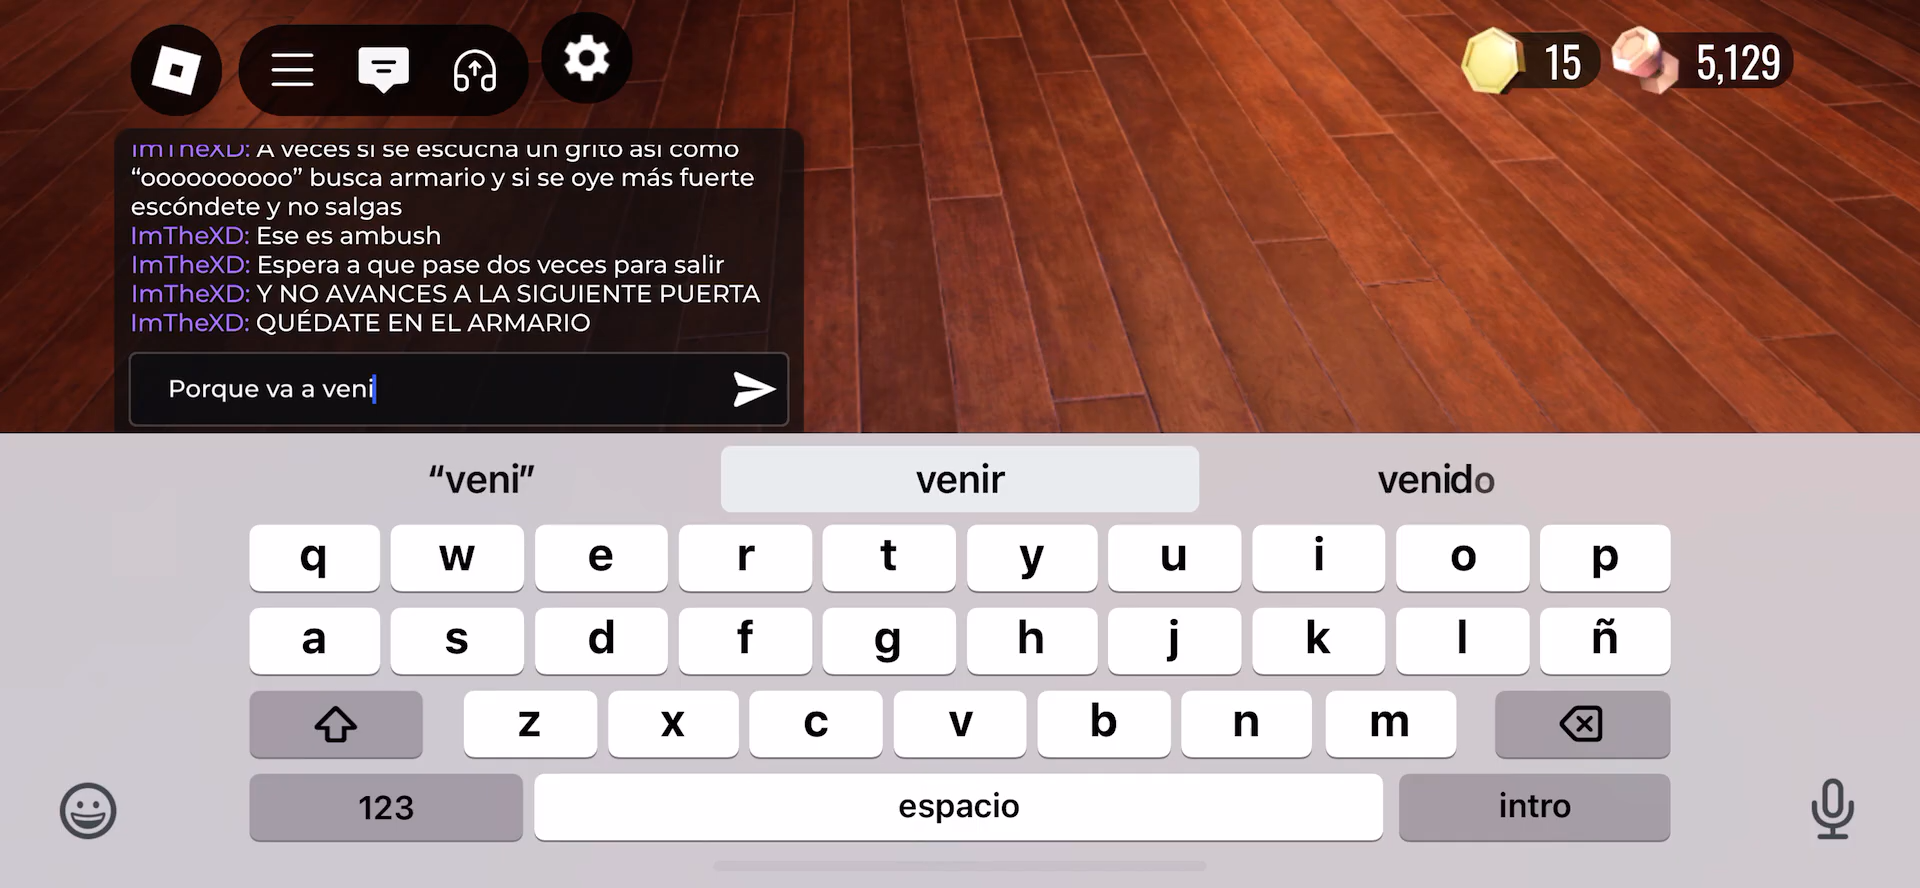 15
5,129
ImTheXD: A veces si se escucha un grito así como
“oooooooooo” busca armario y si se oye más fuerte
escóndete y no salgas
ImTheXD: Ese es ambush
ImTheXD: Espera a que pase dos veces para salir
ImTheXD: Y NO AVANCES A LA SIGUIENTE PUERTA
ImTheXD: QUÉDATE EN EL ARMARIO
Porque va a veni
“veni” venir venido
q w e r t y u i o p
a s d f g h j k l ñ
z x c v b n m
123 espacio intro